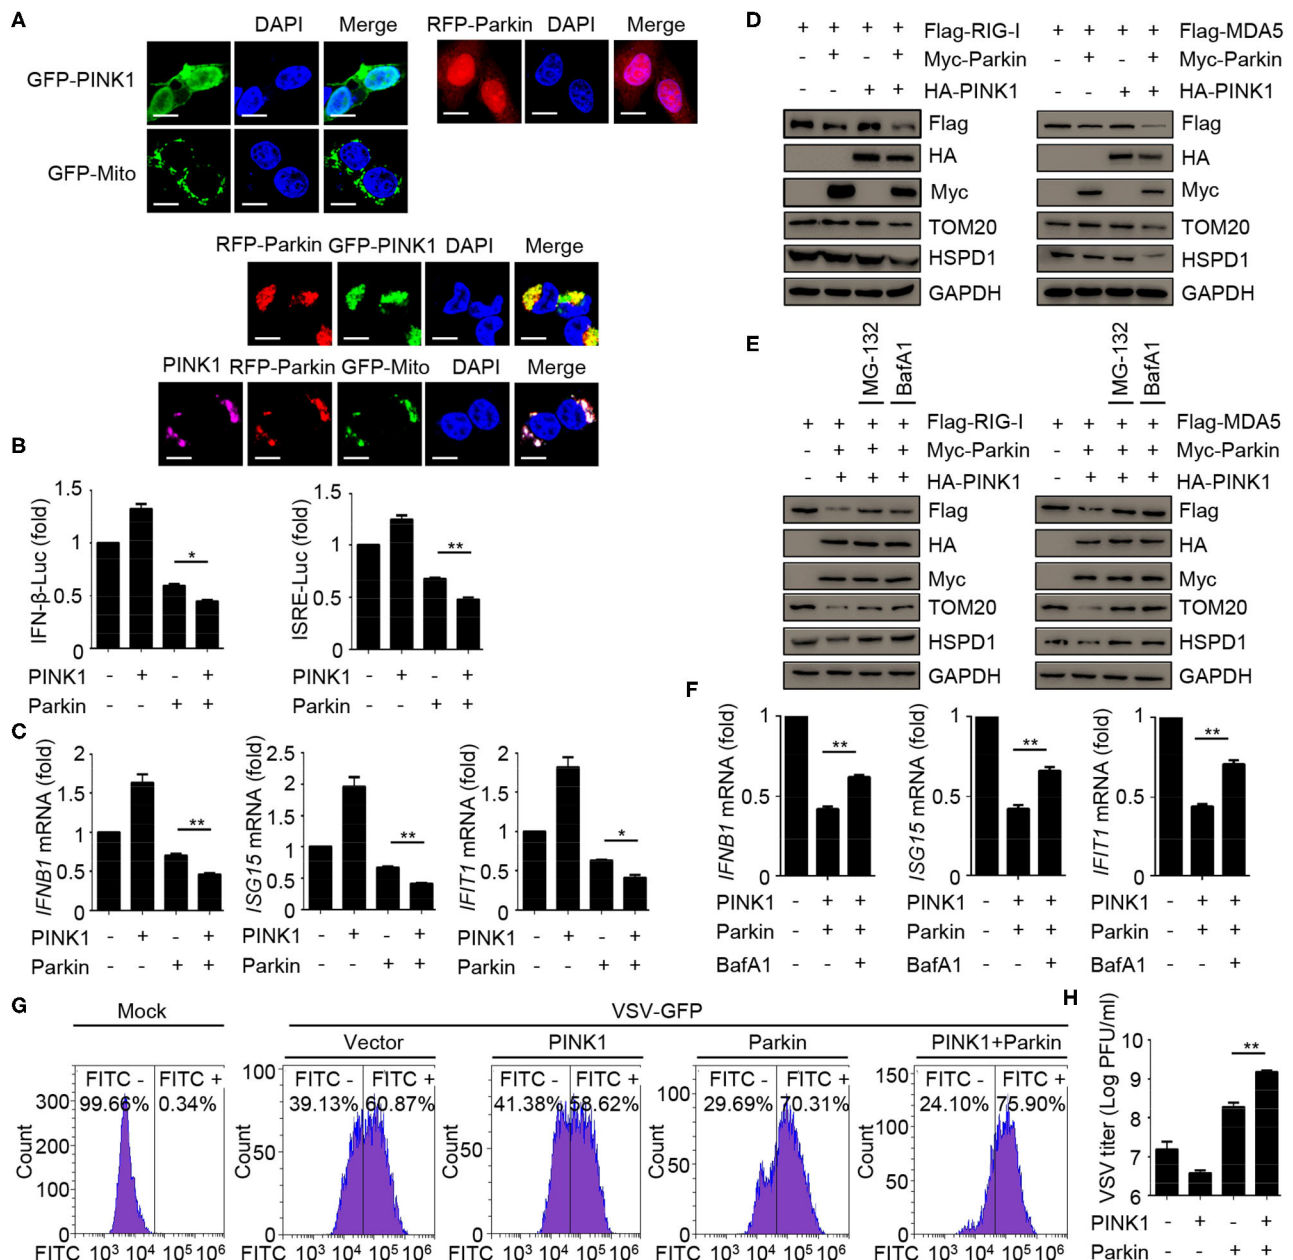 A
DAPI Merge
GFP-PINK1
GFP-Mito
RFP-Parkin DAPI Merge
RFP-Parkin GFP-PINK1 DAPI Merge
PINK1 RFP-Parkin GFP-Mito DAPI Merge
B
IFN-β-Luc (fold)
1.5
1
0.5
0
*
PINK1 - + - +
Parkin - - + +
ISRE-Luc (fold)
1.5
1
0.5
0
**
PINK1 - + - +
Parkin - - + +
C
IFNB1 mRNA (fold)
2
1.5
1
0.5
0
**
PINK1 - + - +
Parkin - - + +
ISG15 mRNA (fold)
2.5
2
1.5
1
0.5
0
**
PINK1 - + - +
Parkin - - + +
IFIT1 mRNA (fold)
2
1.5
1
0.5
0
*
PINK1 - + - +
Parkin - - + +
D
+ + + + Flag-RIG-I
- + - + Myc-Parkin
- - + + HA-PINK1
Flag
HA
Myc
TOM20
HSPD1
GAPDH
+ + + + Flag-MDA5
- + - + Myc-Parkin
- - + + HA-PINK1
Flag
HA
Myc
TOM20
HSPD1
GAPDH
E
MG-132
BafA1
+ + + + Flag-RIG-I
- + + + Myc-Parkin
- + + + HA-PINK1
Flag
HA
Myc
TOM20
HSPD1
GAPDH
MG-132
BafA1
+ + + + Flag-MDA5
- + + + Myc-Parkin
- + + + HA-PINK1
Flag
HA
Myc
TOM20
HSPD1
GAPDH
F
IFNB1 mRNA (fold)
1
0.5
0
**
PINK1 - + +
Parkin - + +
BafA1 - - +
ISG15 mRNA (fold)
1
0.5
0
**
PINK1 - + +
Parkin - + +
BafA1 - - +
IFIT1 mRNA (fold)
1
0.5
0
**
PINK1 - + +
Parkin - + +
BafA1 - - +
G
Mock
VSV-GFP
Vector PINK1 Parkin PINK1+Parkin
FITC - FITC +
99.66% 0.34%
Count
300
200
100
0
FITC 10³ 10⁴ 10⁵ 10⁶
FITC - FITC +
39.13% 60.87%
Count
100
50
0
FITC 10³ 10⁴ 10⁵ 10⁶
FITC - FITC +
41.38% 58.62%
Count
50
0
FITC 10³ 10⁴ 10⁵ 10⁶
FITC - FITC +
29.69% 70.31%
Count
100
50
0
FITC 10³ 10⁴ 10⁵ 10⁶
FITC - FITC +
24.10% 75.90%
Count
150
100
50
0
FITC 10³ 10⁴ 10⁵ 10⁶
H
VSV titer (Log PFU/ml)
10
9
8
7
6
**
PINK1 - + - +
Parkin - - + +